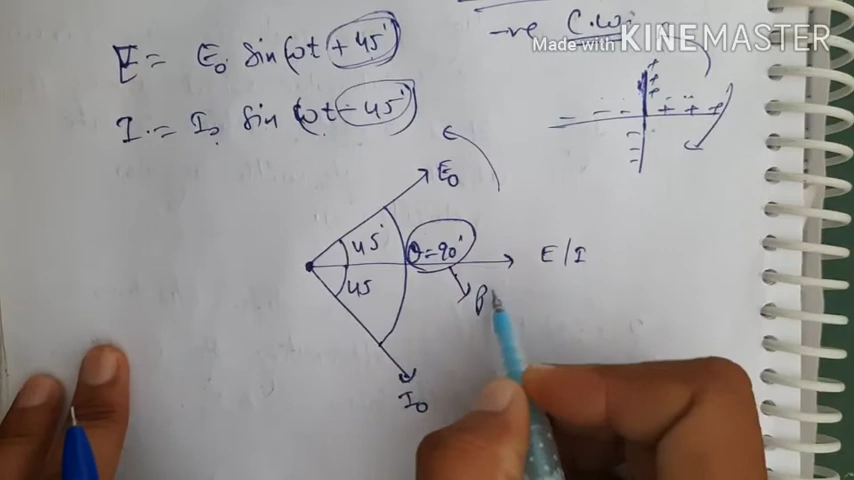 E = E₀ sin(ωt + 45°)
I = I₀ sin(ωt - 45°)
-ve C.W.
Made with KINEMASTER
+
+
+
- - - + + + +
-
-
-
E₀
45°
θ = 90°
E/I
45
P
I₀